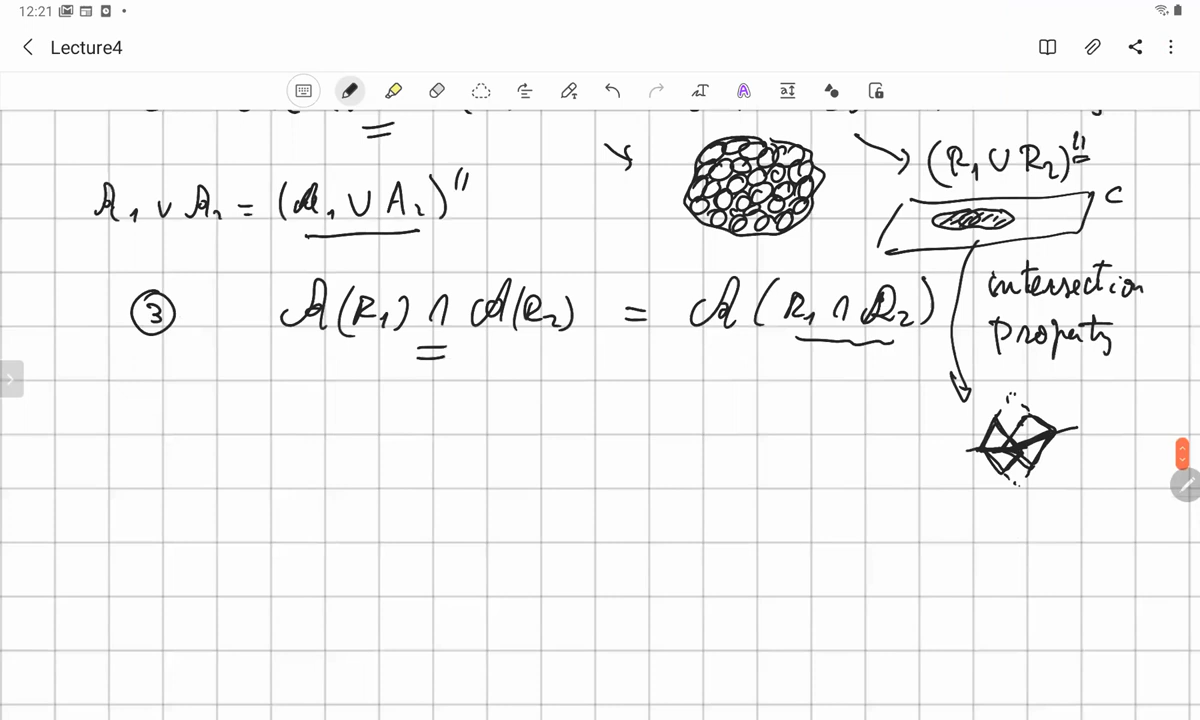 12:21
Lecture4
(R₁ ∪ R₂)"
A₁ ∨ A₂ = (A₁ ∪ A₂)"
C
③ A(R₁) ∩ A(R₂) = A(R₁ ∩ R₂)
intersection
property